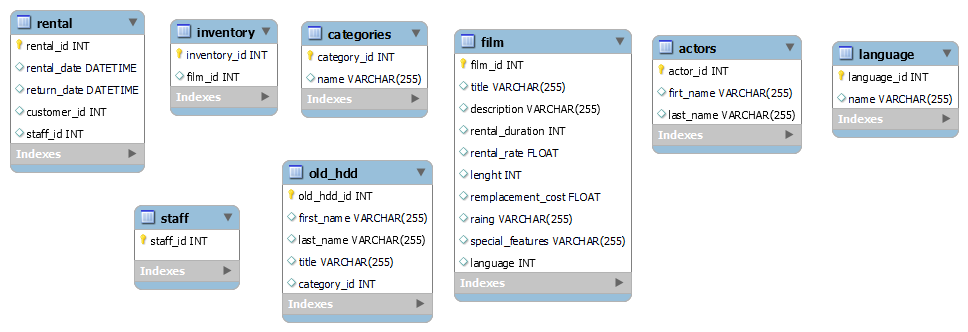 rental
rental_id INT
rental_date DATETIME
return_date DATETIME
customer_id INT
staff_id INT
Indexes
inventory
inventory_id INT
film_id INT
Indexes
categories
category_id INT
name VARCHAR(255)
Indexes
film
film_id INT
title VARCHAR(255)
description VARCHAR(255)
rental_duration INT
rental_rate FLOAT
lenght INT
remplacement_cost FLOAT
raing VARCHAR(255)
special_features VARCHAR(255)
language INT
Indexes
actors
actor_id INT
firt_name VARCHAR(255)
last_name VARCHAR(255)
Indexes
language
language_id INT
name VARCHAR(255)
Indexes
staff
staff_id INT
Indexes
old_hdd
old_hdd_id INT
first_name VARCHAR(255)
last_name VARCHAR(255)
title VARCHAR(255)
category_id INT
Indexes